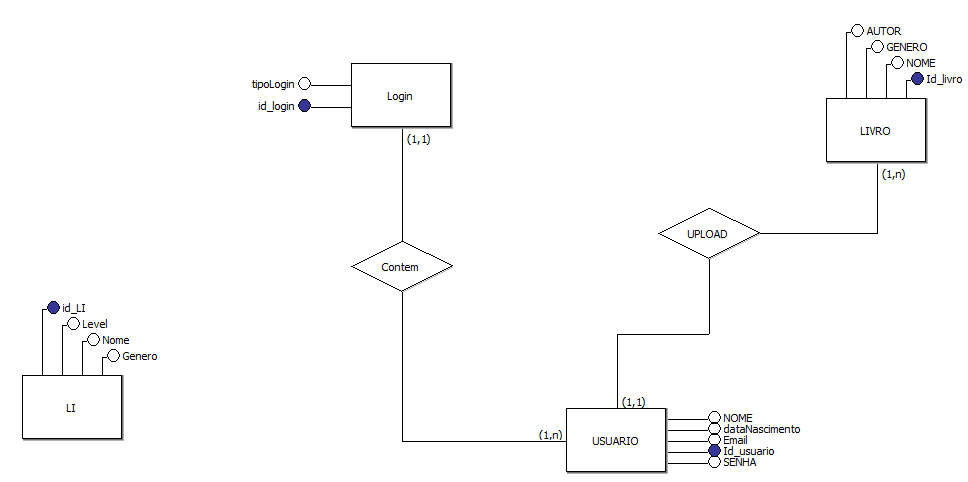 AUTOR
GENERO
NOME
Id_livro
LIVRO
(1,n)
tipoLogin
id_login
Login
(1,1)
UPLOAD
Contem
id_LI
Level
Nome
Genero
LI
(1,1)
(1,n)
USUARIO
NOME
dataNascimento
Email
Id_usuario
SENHA